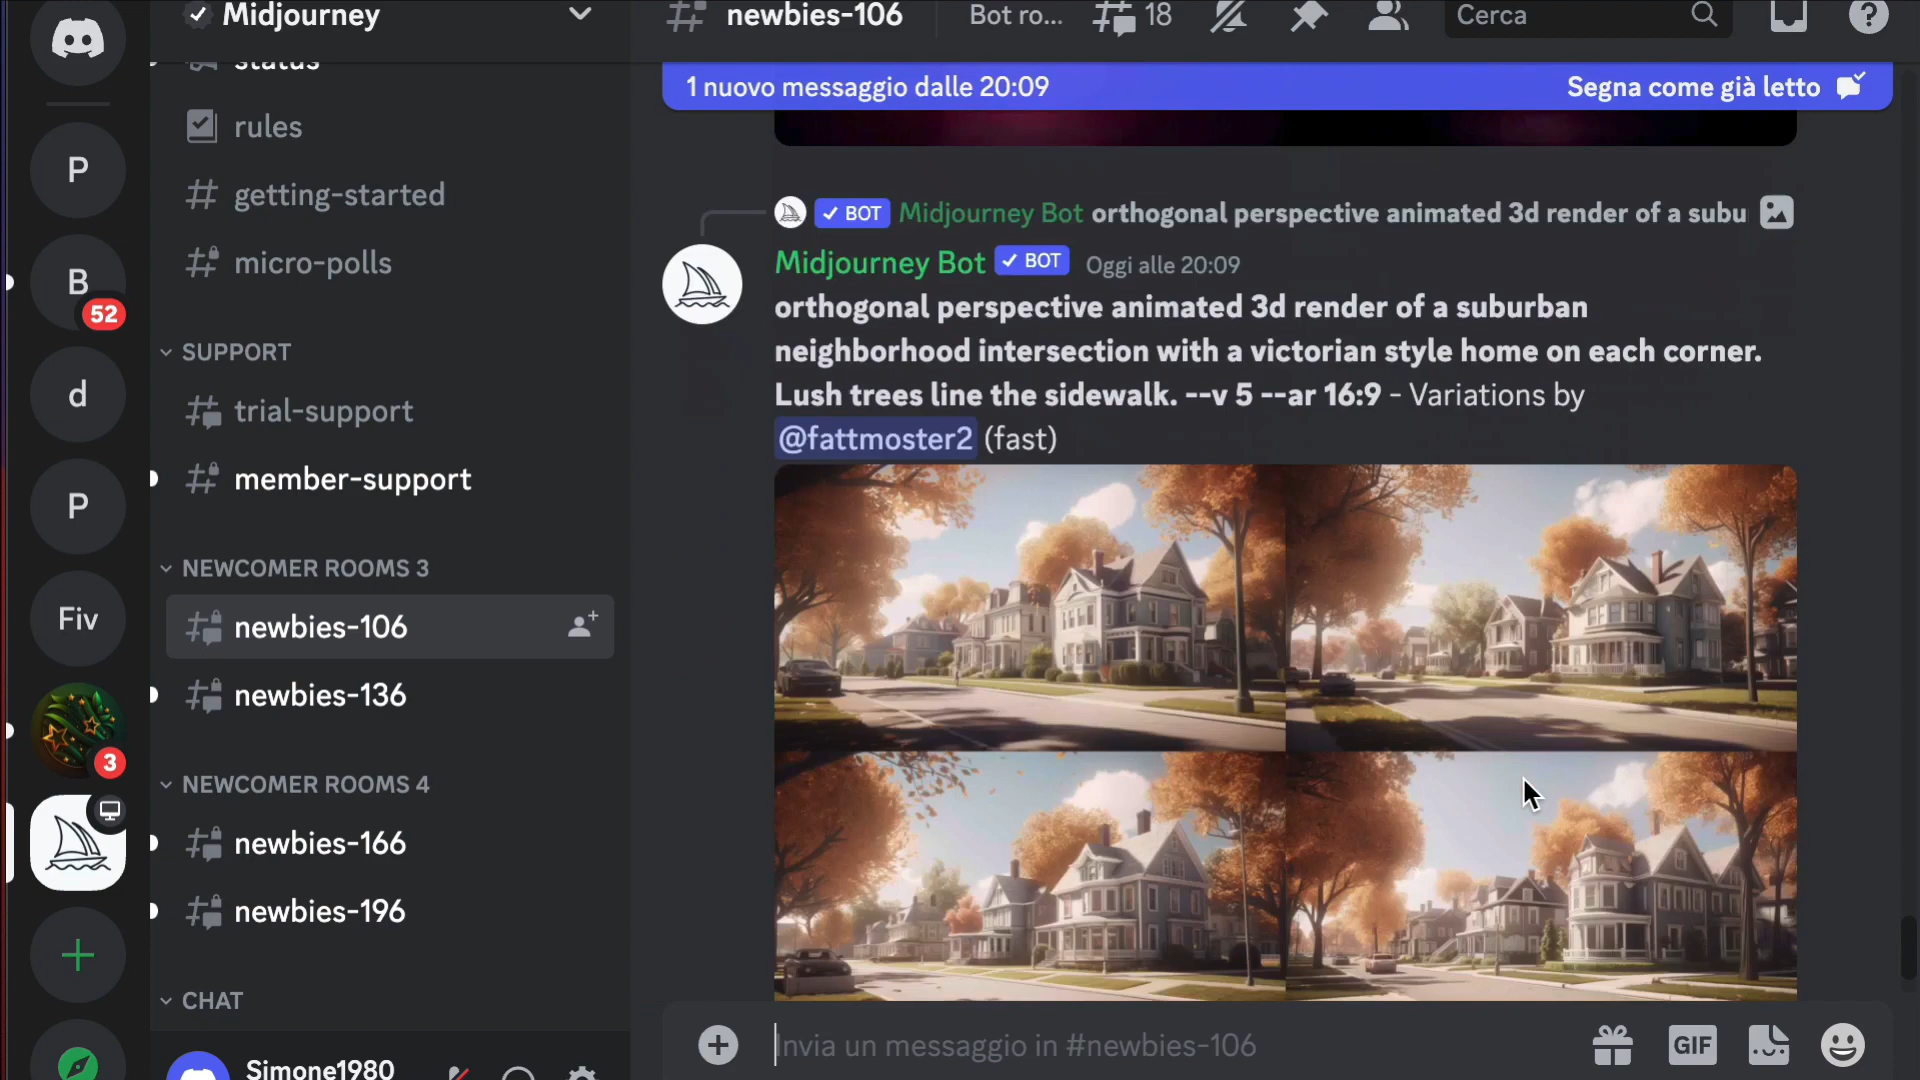 Midjourney
newbies-106
Bot ro...
18
Cerca
P
B
52
d
P
Fiv
3
status
rules
getting-started
micro-polls
SUPPORT
trial-support
member-support
NEWCOMER ROOMS 3
newbies-106
newbies-136
NEWCOMER ROOMS 4
newbies-166
newbies-196
CHAT
Simone1980
1 nuovo messaggio dalle 20:09
Segna come già letto
BOT Midjourney Bot orthogonal perspective animated 3d render of a subu
Midjourney Bot BOT Oggi alle 20:09
orthogonal perspective animated 3d render of a suburban
neighborhood intersection with a victorian style home on each corner.
Lush trees line the sidewalk. --v 5 --ar 16:9 - Variations by
@fattmoster2 (fast)
Invia un messaggio in #newbies-106
GIF